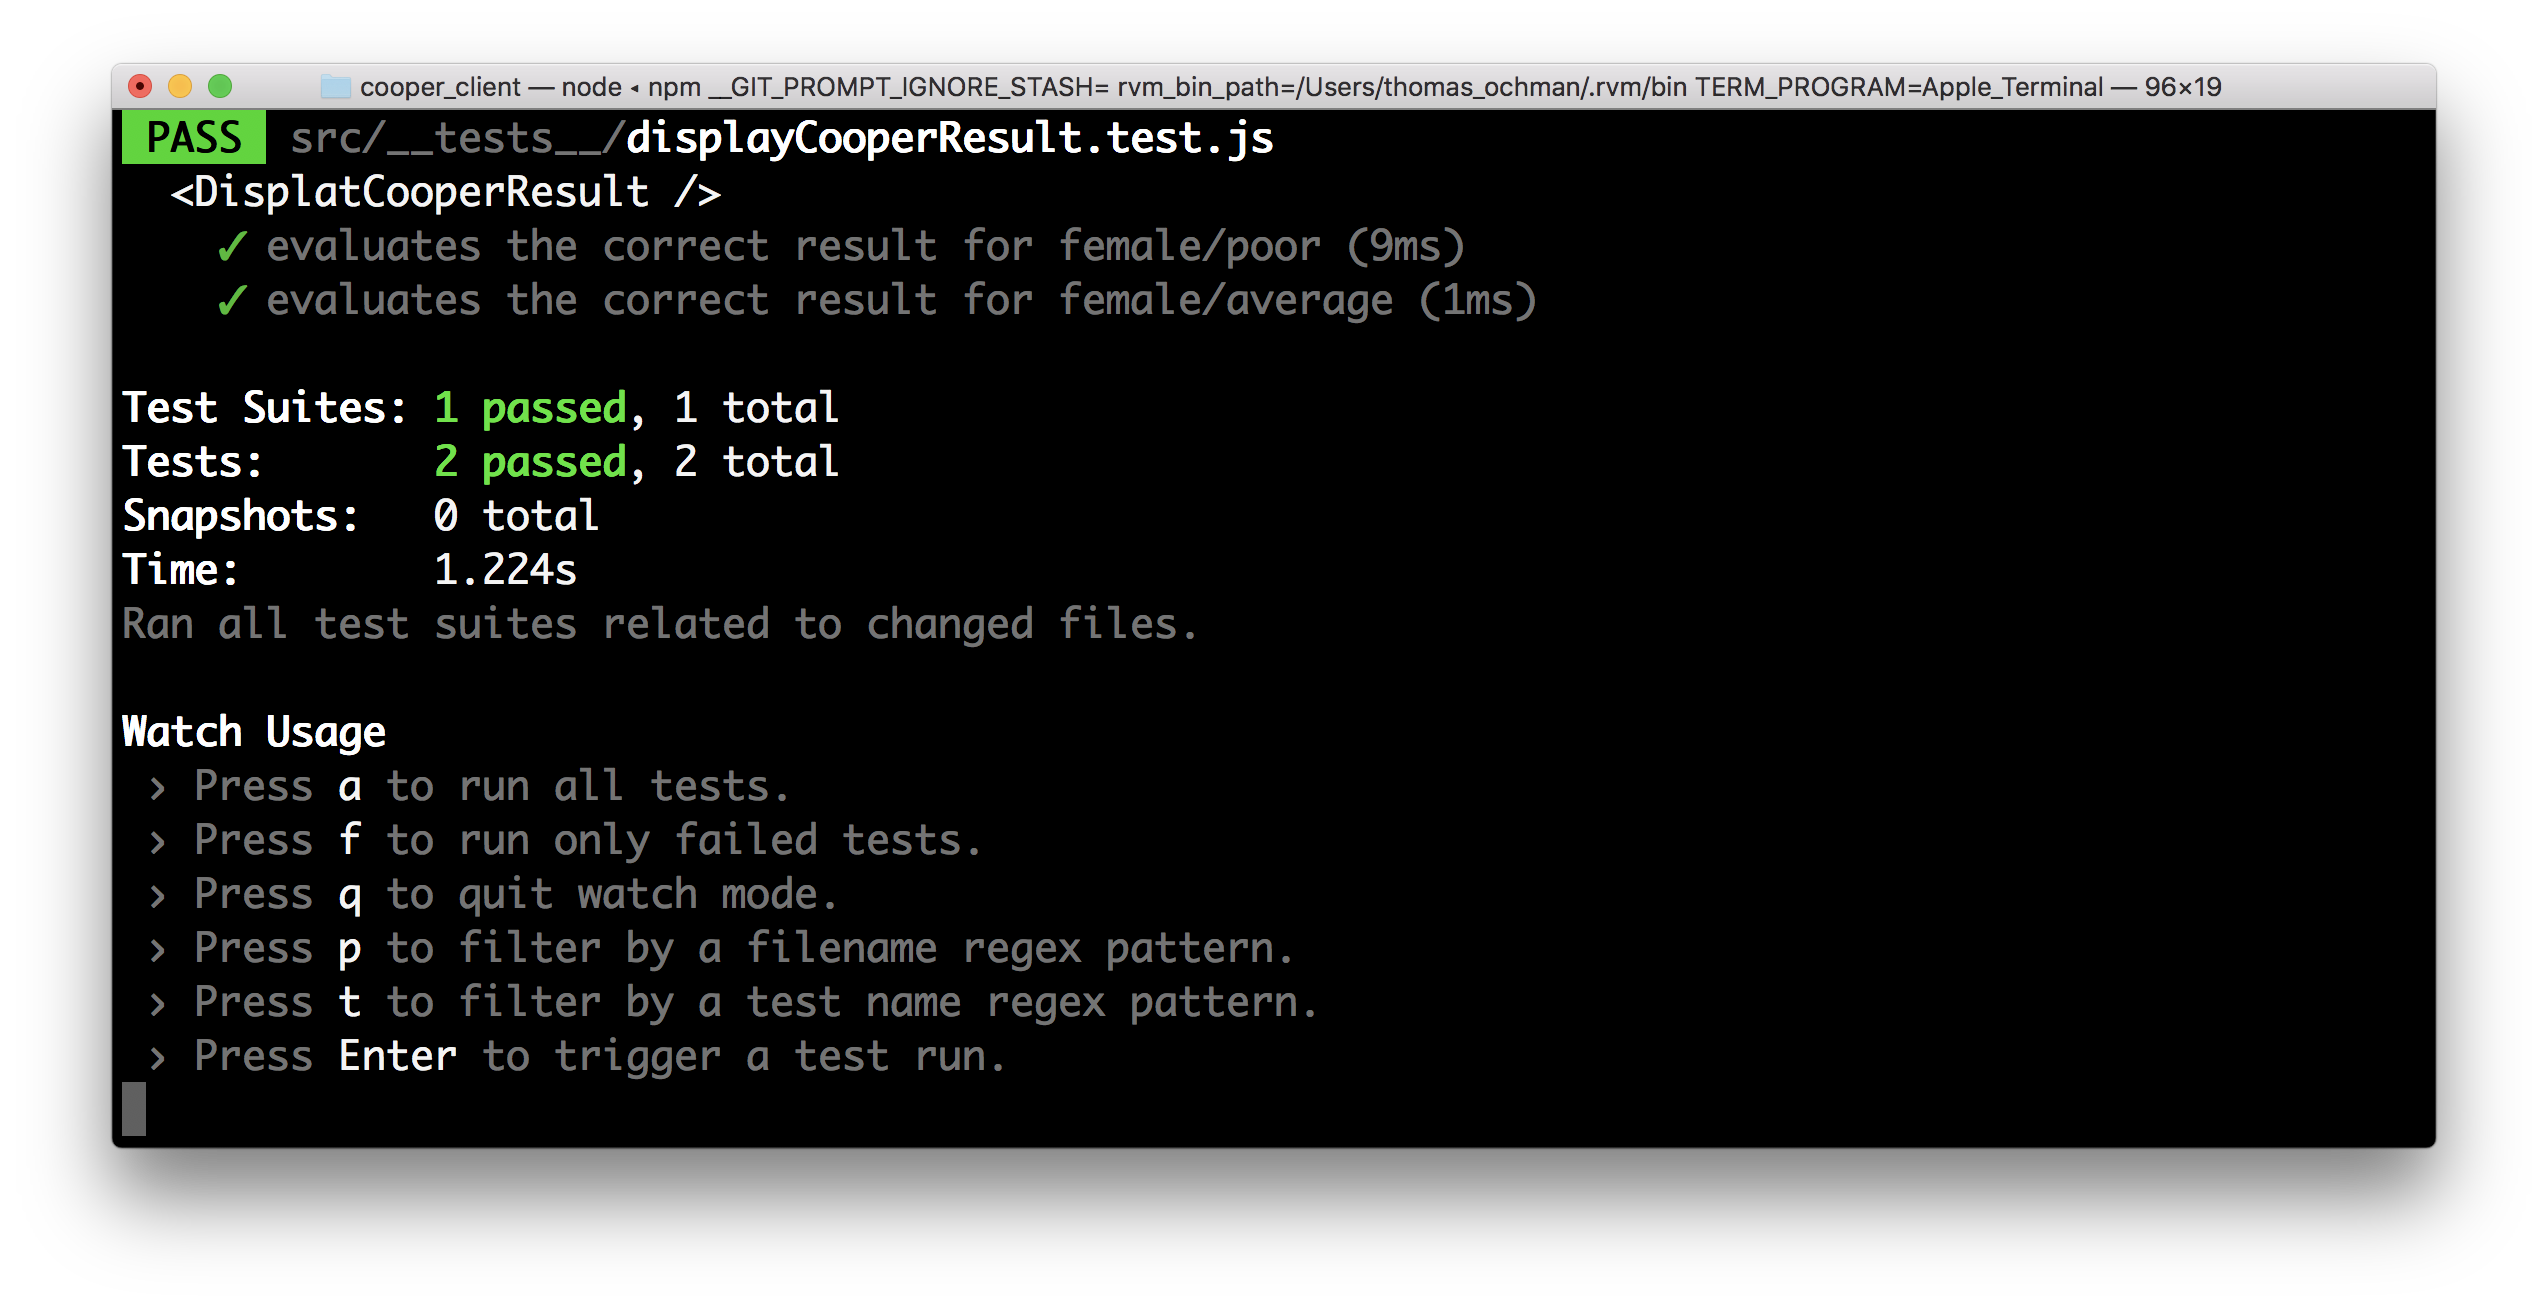 cooper_client — node ◂ npm __GIT_PROMPT_IGNORE_STASH= rvm_bin_path=/Users/thomas_ochman/.rvm/bin TERM_PROGRAM=Apple_Terminal — 96×19
PASS src/__tests__/displayCooperResult.test.js
<DisplatCooperResult />
✓ evaluates the correct result for female/poor (9ms)
✓ evaluates the correct result for female/average (1ms)
Test Suites: 1 passed, 1 total
Tests: 2 passed, 2 total
Snapshots: 0 total
Time: 1.224s
Ran all test suites related to changed files.
Watch Usage
› Press a to run all tests.
› Press f to run only failed tests.
› Press q to quit watch mode.
› Press p to filter by a filename regex pattern.
› Press t to filter by a test name regex pattern.
› Press Enter to trigger a test run.